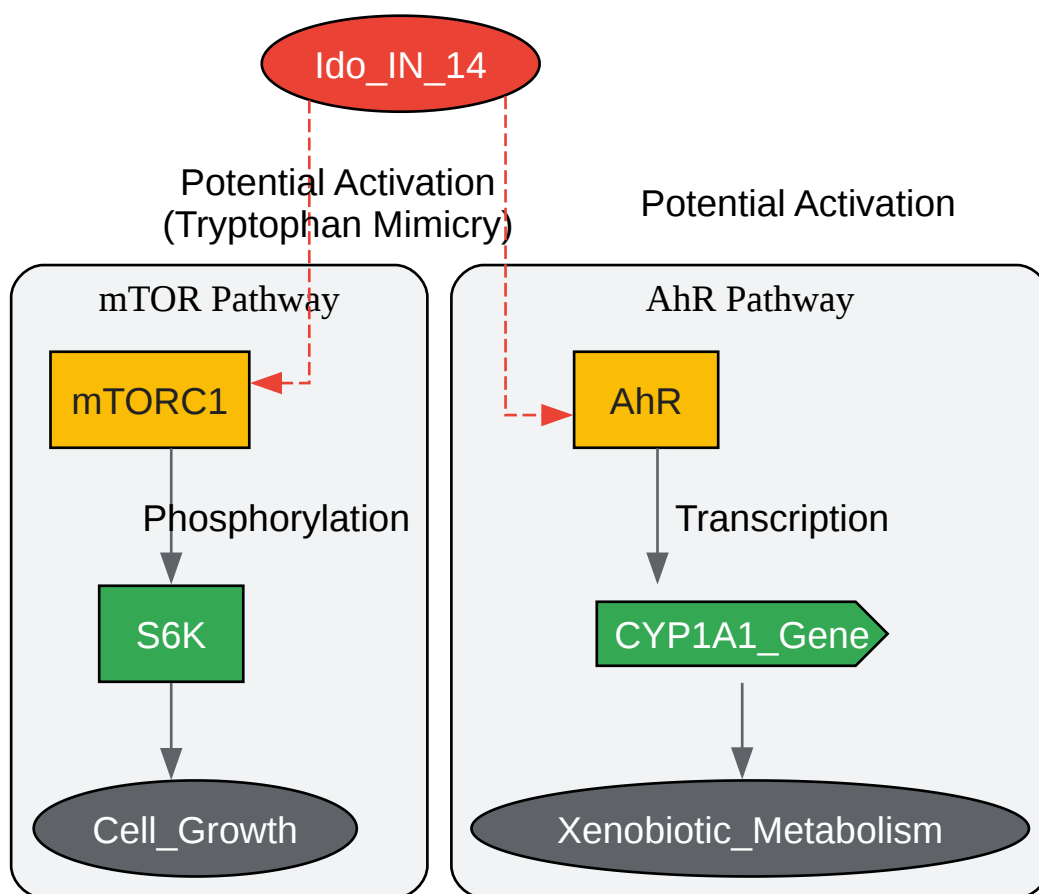 Ido_IN_14
Potential Activation
(Tryptophan Mimicry)
Potential Activation
mTOR Pathway
AhR Pathway
mTORC1
AhR
Phosphorylation
Transcription
S6K
CYP1A1_Gene
Cell_Growth
Xenobiotic_Metabolism